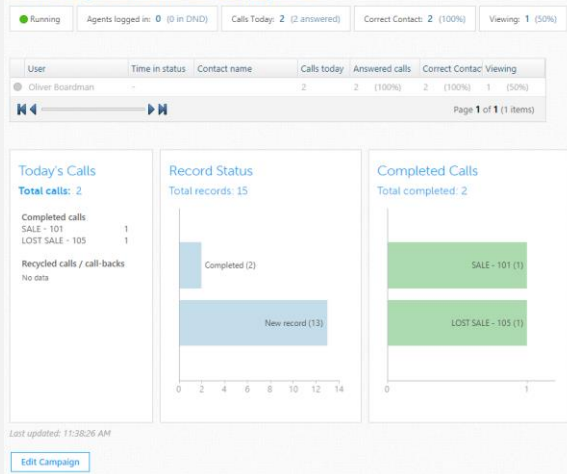 Running Agents logged in: 0 (0 in DND) Calls Today: 2 (2 answered) Correct Contact: 2 (100%) Viewing: 1 (50%)
User Time in status Contact name Calls today Answered calls Correct Contac Viewing
Oliver Boardman - 2 2 (100%) 2 (100%) 1 (50%)
Page 1 of 1 (1 items)
Today's Calls
Total calls: 2
Completed calls
SALE - 101 1
LOST SALE - 105 1
Recycled calls / call-backs
No data
Record Status
Total records: 15
Completed (2)
New record (13)
0 2 4 6 8 10 12 14
Completed Calls
Total completed: 2
SALE - 101 (1)
LOST SALE - 105 (1)
0 1
Last updated: 11:38:26 AM
Edit Campaign